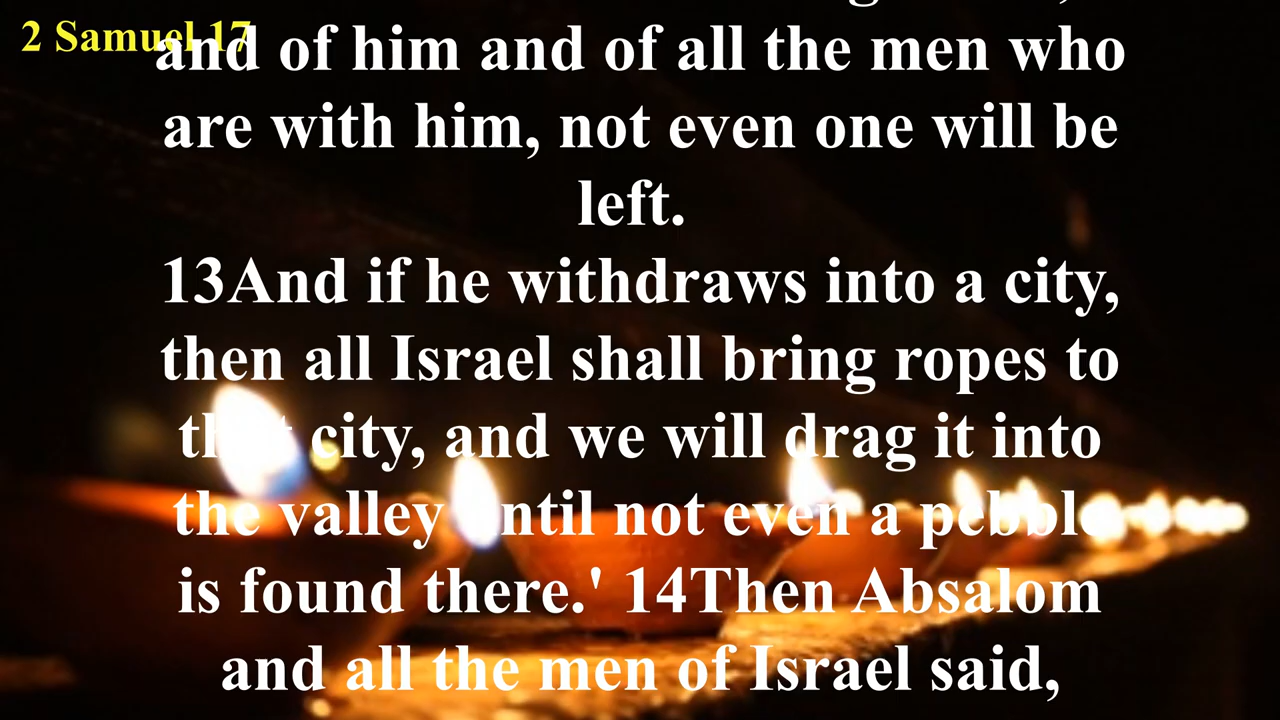 2 Samuel 17
and of him and of all the men who
are with him, not even one will be
left.
13And if he withdraws into a city,
then all Israel shall bring ropes to
that city, and we will drag it into
the valley until not even a pebble
is found there.' 14Then Absalom
and all the men of Israel said,